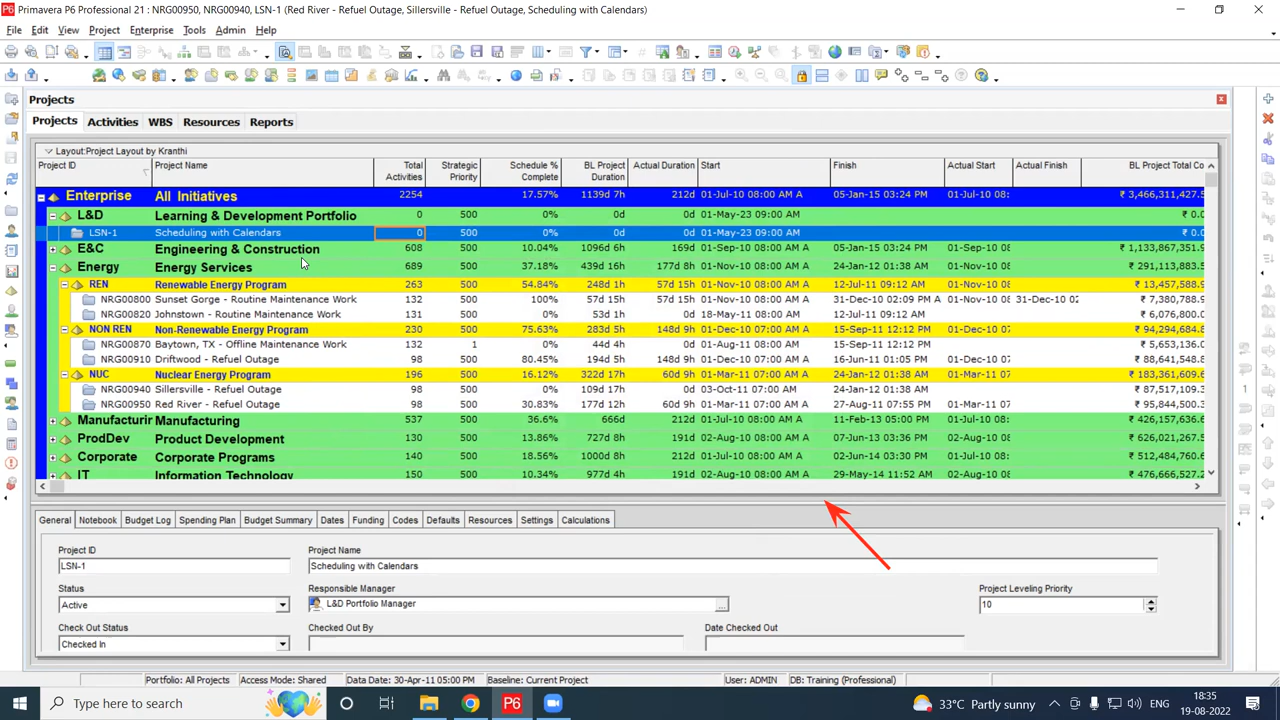 P6 Primavera P6 Professional 21 : NRG00950, NRG00940, LSN-1 (Red River - Refuel Outage, Sillersville - Refuel Outage, Scheduling with Calendars)
File Edit View Project Enterprise Tools Admin Help
Projects
Projects Activities WBS Resources Reports
Layout:Project Layout by Kranthi
Project ID Project Name Total Activities Strategic Priority Schedule % Complete BL Project Duration Actual Duration Start Finish Actual Start Actual Finish BL Project Total Co
Enterprise All Initiatives 2254 17.57% 1139d 7h 212d 01-Jul-10 08:00 AM A 05-Jan-15 03:24 PM 01-Jul-10 08: ₹ 3,466,311,427.5
L&D Learning & Development Portfolio 0 500 0% 0d 0d 01-May-23 09:00 AM ₹ 0.0
LSN-1 Scheduling with Calendars 0 500 0% 0d 0d 01-May-23 09:00 AM ₹ 0.0
E&C Engineering & Construction 608 500 10.04% 1096d 6h 169d 01-Sep-10 08:00 AM A 01-Sep-10 08 ₹ 1,133,867,351.9
Energy Energy Services 689 500 37.18% 439d 16h 177d 8h 01-Nov-10 08:00 AM A 24-Jan-12 01:38 AM 01-Nov-10 08 ₹ 291,113,883.5
REN Renewable Energy Program 263 500 54.84% 248d 1h 57d 15h 01-Nov-10 08:00 AM A 12-Jul-11 09:12 AM 01-Nov-10 08 ₹ 13,457,588.9
NRG00800 Sunset Gorge - Routine Maintenance Work 132 500 100% 57d 15h 57d 15h 01-Nov-10 08:00 AM A 31-Dec-10 02:09 PM A 01-Nov-10 08 31-Dec-10 02 ₹ 7,380,788.9
NRG00820 Johnstown - Routine Maintenance Work 131 500 0% 53d 1h 0d 18-May-11 08:00 AM 12-Jul-11 09:12 AM ₹ 6,076,800.0
NON REN Non-Renewable Energy Program 230 500 75.63% 283d 5h 148d 9h 01-Dec-10 07:00 AM A 15-Sep-11 12:12 PM 01-Dec-10 07 ₹ 94,294,684.8
NRG00870 Baytown, TX - Offline Maintenance Work 132 1 0% 44d 4h 0d 01-Aug-11 07:00 AM 15-Sep-11 12:12 PM ₹ 5,653,136.0
NRG00910 Driftwood - Refuel Outage 98 500 80.45% 194d 5h 148d 9h 01-Dec-10 07:00 AM A 16-Jun-11 01:05 PM 01-Dec-10 07 ₹ 88,641,548.8
NUC Nuclear Energy Program 196 500 16.12% 322d 17h 60d 9h 01-Mar-11 07:00 AM A 24-Jan-12 01:38 AM 01-Mar-11 07 ₹ 183,361,609.6
NRG00940 Sillersville - Refuel Outage 98 500 0% 109d 17h 0d 03-Oct-11 07:00 AM 24-Jan-12 01:38 AM ₹ 87,517,109.3
NRG00950 Red River - Refuel Outage 98 500 30.83% 177d 12h 60d 9h 01-Mar-11 07:00 AM A 27-Aug-11 07:55 PM 01-Mar-11 07 ₹ 95,844,500.3
Manufacturir Manufacturing 537 500 36.6% 666d 212d 01-Jul-10 08:00 AM A 11-Feb-13 05:00 PM 01-Jul-10 08: ₹ 426,157,636.3
ProdDev Product Development 130 500 13.86% 727d 8h 191d 02-Aug-10 08:00 AM A 07-Jun-13 03:36 PM 02-Aug-10 08 ₹ 626,021,267.5
Corporate Corporate Programs 140 500 18.56% 1000d 8h 212d 01-Jul-10 08:00 AM A 02-Jun-14 03:30 PM 01-Jul-10 08: ₹ 512,484,760.6
IT Information Technology 150 500 10.34% 977d 4h 191d 02-Aug-10 08:00 AM A 29-May-14 11:52 AM 02-Aug-10 08 ₹ 476,666,527.2
General Notebook Budget Log Spending Plan Budget Summary Dates Funding Codes Defaults Resources Settings Calculations
Project ID Project Name
LSN-1 Scheduling with Calendars
Status Responsible Manager Project Leveling Priority
Active L&D Portfolio Manager ... 10
Check Out Status Checked Out By Date Checked Out
Checked In
Portfolio: All Projects Access Mode: Shared Data Date: 30-Apr-11 05:00 PM Baseline: Current Project User: ADMIN DB: Training (Professional)
Type here to search P6 33°C Partly sunny ENG 18:35
19-08-2022